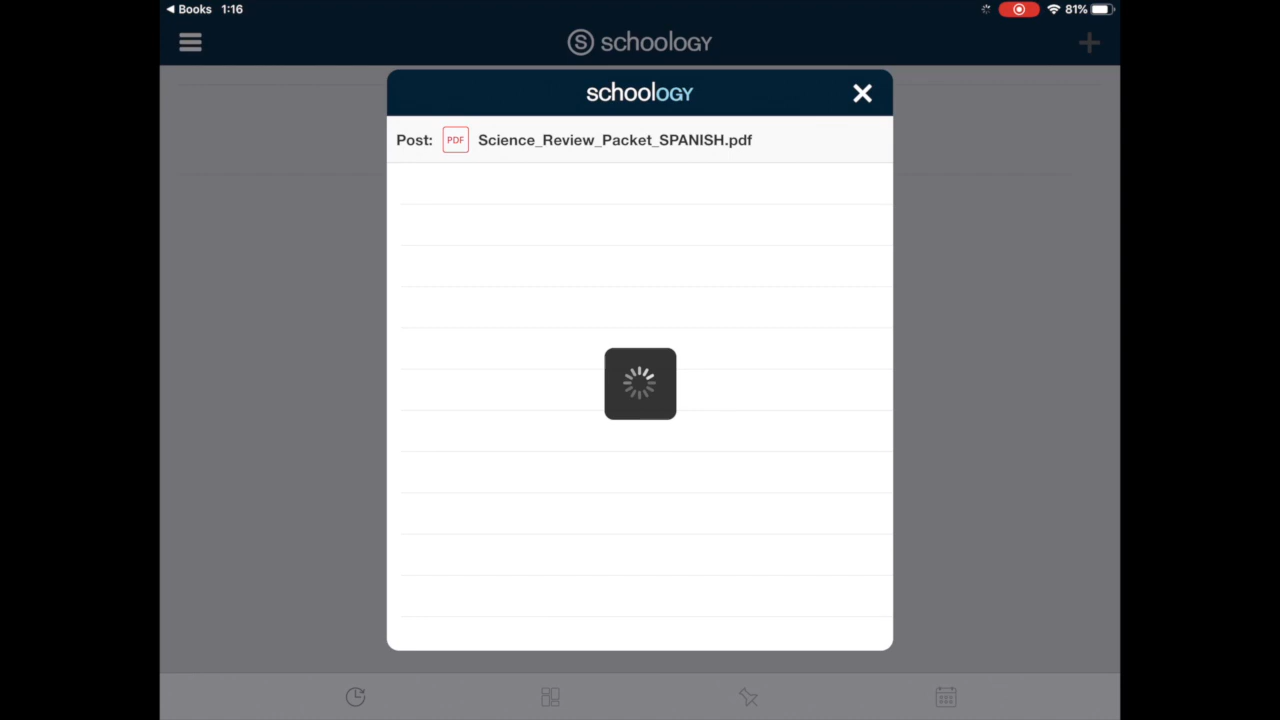 Books 1:16
81%
S schoology
schoology
Post: PDF Science_Review_Packet_SPANISH.pdf